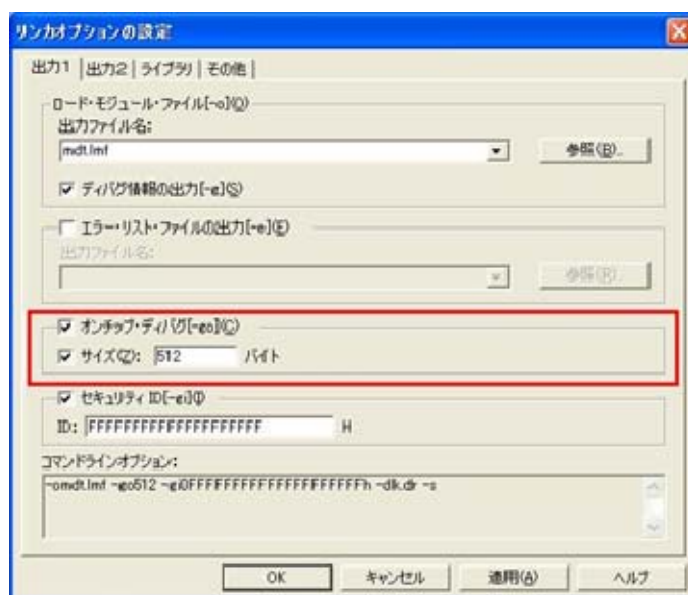 リンカオプションの設定
出力1 出力2 ライブラリ その他
ロード・モジュール・ファイル[-o](O)
出力ファイル名:
mdt.lmf 参照(B)...
ディバグ情報の出力[-g](S)
エラー・リスト・ファイルの出力[-e](E)
出力ファイル名:
参照(R)...
オンチップ・ディバグ[-go](C)
サイズ(Z): 512 バイト
セキュリティ ID[-gi](I)
ID: FFFFFFFFFFFFFFFFFFFF H
コマンドラインオプション:
-omdt.lmf -go512 -gi0FFFFFFFFFFFFFFFFFFFFh -dlk.dr -s
OK キャンセル 適用(A) ヘルプ